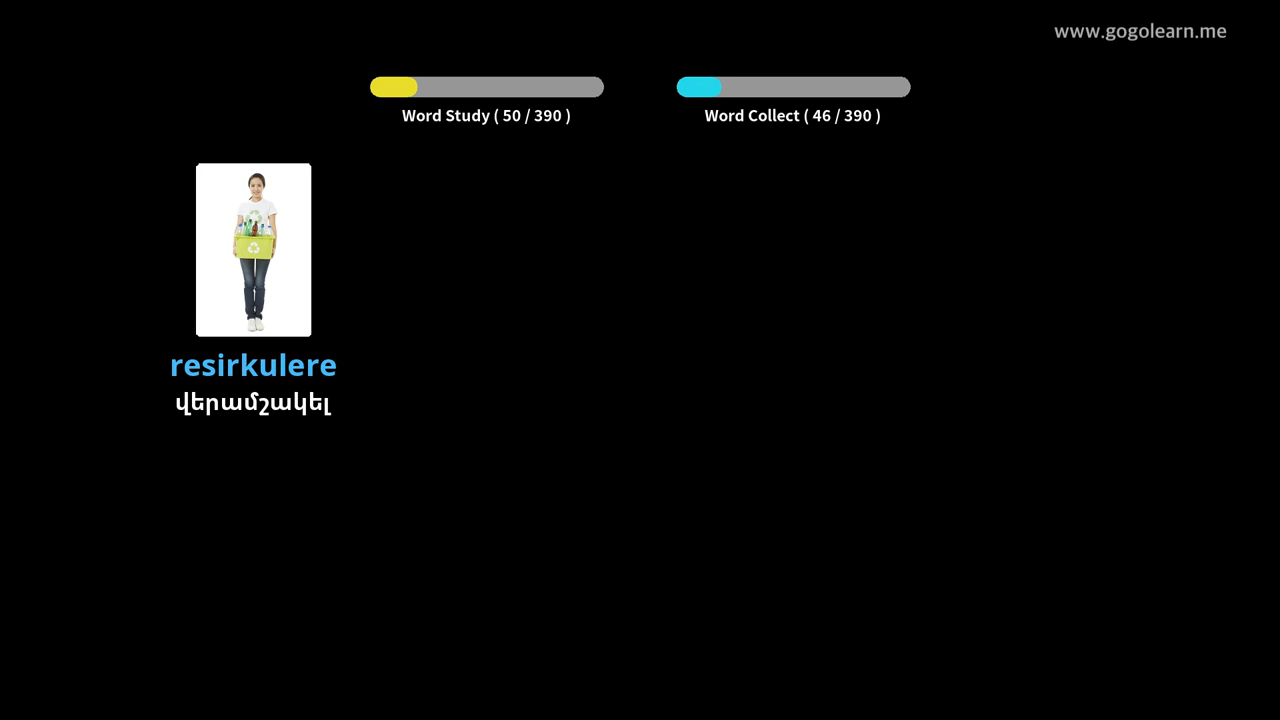 www.gogolearn.me
Word Study ( 50 / 390 )
Word Collect ( 46 / 390 )
resirkulere
վերամշակել